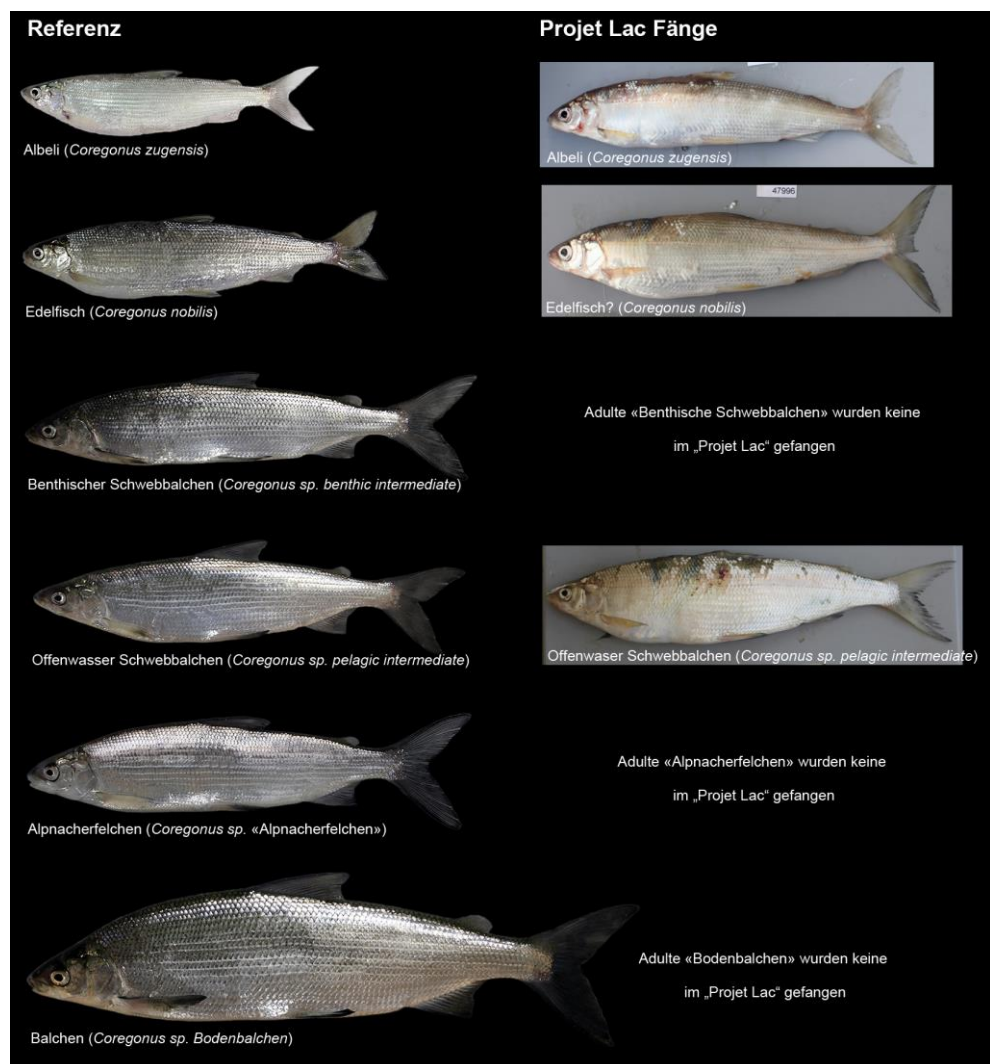 Referenz
Projet Lac Fänge
Albeli (Coregonus zugensis)
Albeli (Coregonus zugensis)
47996
Edelfisch (Coregonus nobilis)
Edelfisch? (Coregonus nobilis)
Adulte «Benthische Schwebbalchen» wurden keine
im „Projet Lac“ gefangen
Benthischer Schwebbalchen (Coregonus sp. benthic intermediate)
Offenwasser Schwebbalchen (Coregonus sp. pelagic intermediate)
Offenwaser Schwebbalchen (Coregonus sp. pelagic intermediate)
Adulte «Alpnacherfelchen» wurden keine
im „Projet Lac“ gefangen
Alpnacherfelchen (Coregonus sp. «Alpnacherfelchen»)
Adulte «Bodenbalchen» wurden keine
im „Projet Lac“ gefangen
Balchen (Coregonus sp. Bodenbalchen)